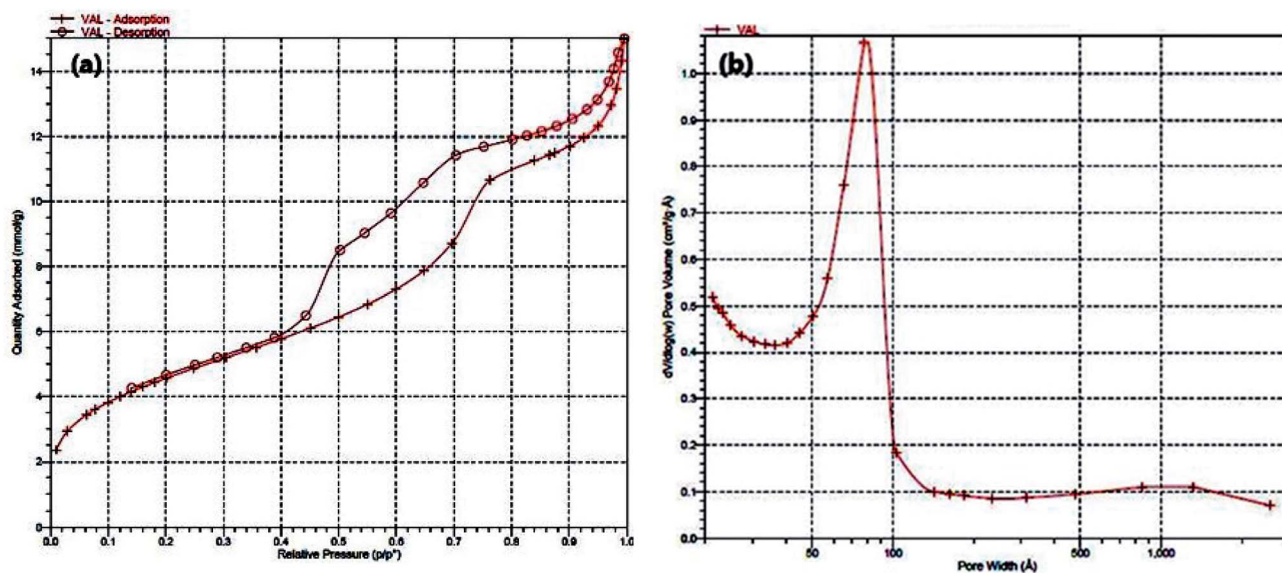 VAL - Adsorption
VAL - Desorption
(a)
Quantity Adsorbed (mmol/g)
14
12
10
8
6
4
2
0
0.0 0.1 0.2 0.3 0.4 0.5 0.6 0.7 0.8 0.9 1.0
Relative Pressure (p/p°)
VAL
(b)
dV/dlog(w) Pore Volume (cm³/g·Å)
1.0
0.9
0.8
0.7
0.6
0.5
0.4
0.3
0.2
0.1
0.0
50 100 500 1,000
Pore Width (Å)